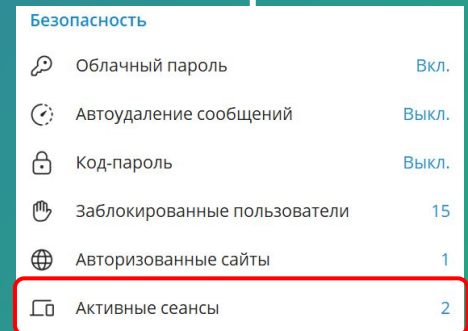 Безопасность
Облачный пароль Вкл.
Автоудаление сообщений Выкл.
Код-пароль Выкл.
Заблокированные пользователи 15
Авторизованные сайты 1
Активные сеансы 2